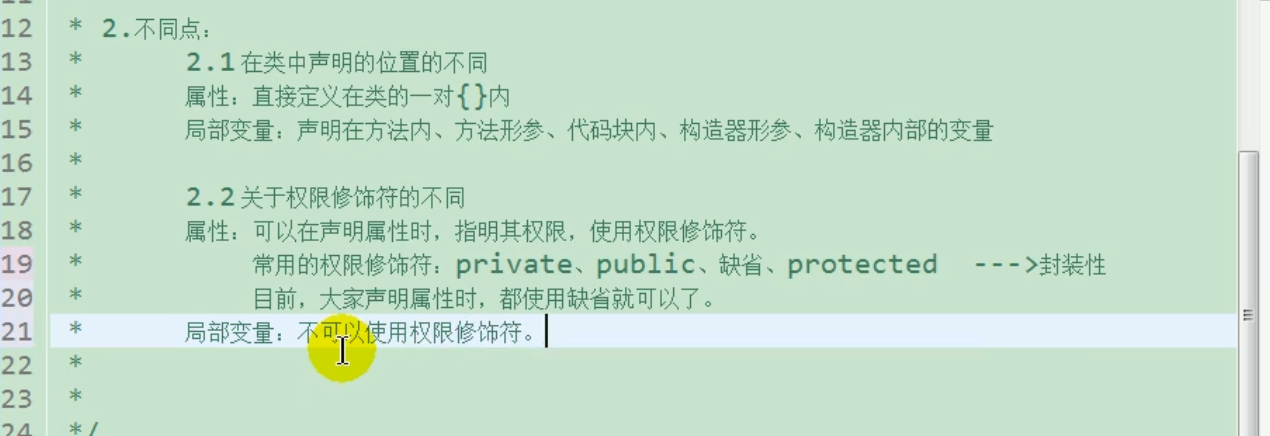 12 * 2.不同点：
13 * 2.1 在类中声明的位置的不同
14 * 属性：直接定义在类的一对{}内
15 * 局部变量：声明在方法内、方法形参、代码块内、构造器形参、构造器内部的变量
16 *
17 * 2.2 关于权限修饰符的不同
18 * 属性：可以在声明属性时，指明其权限，使用权限修饰符。
19 * 常用的权限修饰符：private、public、缺省、protected --->封装性
20 * 目前，大家声明属性时，都使用缺省就可以了。
21 * 局部变量：不可以使用权限修饰符。
22 *
23 *
24 */